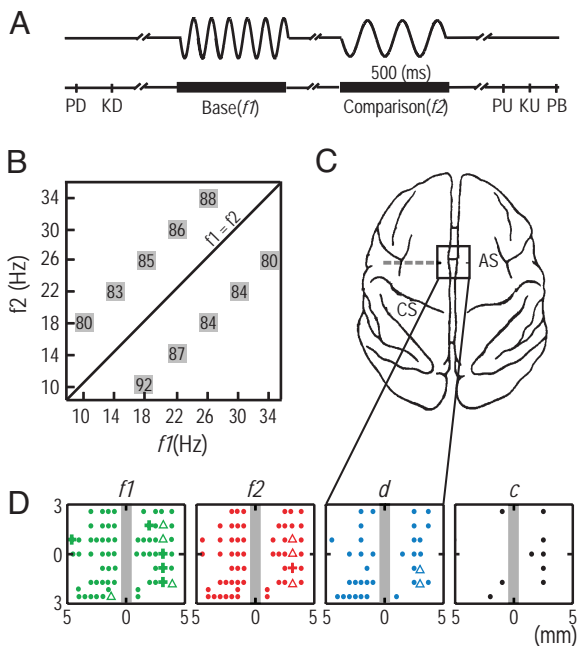 A
500 (ms)
PD KD Base(f1) Comparison(f2) PU KU PB
B
f2 (Hz)
34
30
26
22
18
14
10
88
86
85 80
83 84
80 84
87
92
f1 = f2
10 14 18 22 26 30 34
f1(Hz)
C
AS
CS
D
f1 f2 d c
3
0
3
5 0 5 5 0 5 5 0 5 5 0 5
(mm)